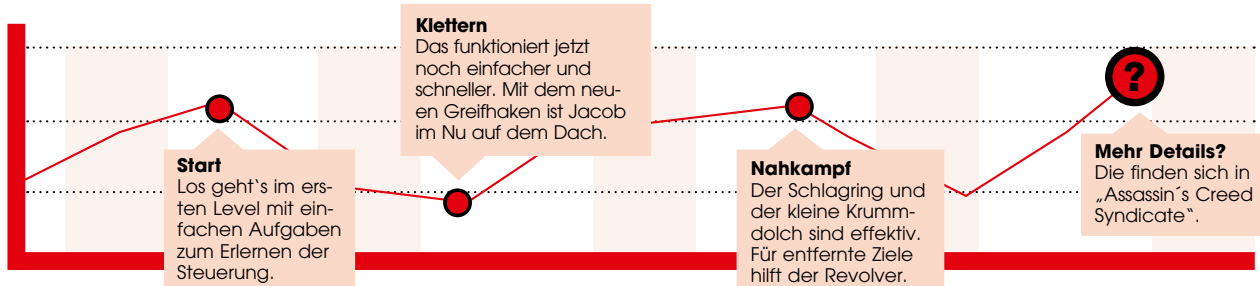 Start
Los geht`s im ers-
ten Level mit ein-
fachen Aufgaben
zum Erlernen der
Steuerung.
Klettern
Das funktioniert jetzt
noch einfacher und
schneller. Mit dem neu-
en Greifhaken ist Jacob
im Nu auf dem Dach.
Nahkampf
Der Schlagring und
der kleine Krumm-
dolch sind effektiv.
Für entfernte Ziele
hilft der Revolver.
?
Mehr Details?
Die finden sich in
„Assassin´s Creed
Syndicate“.